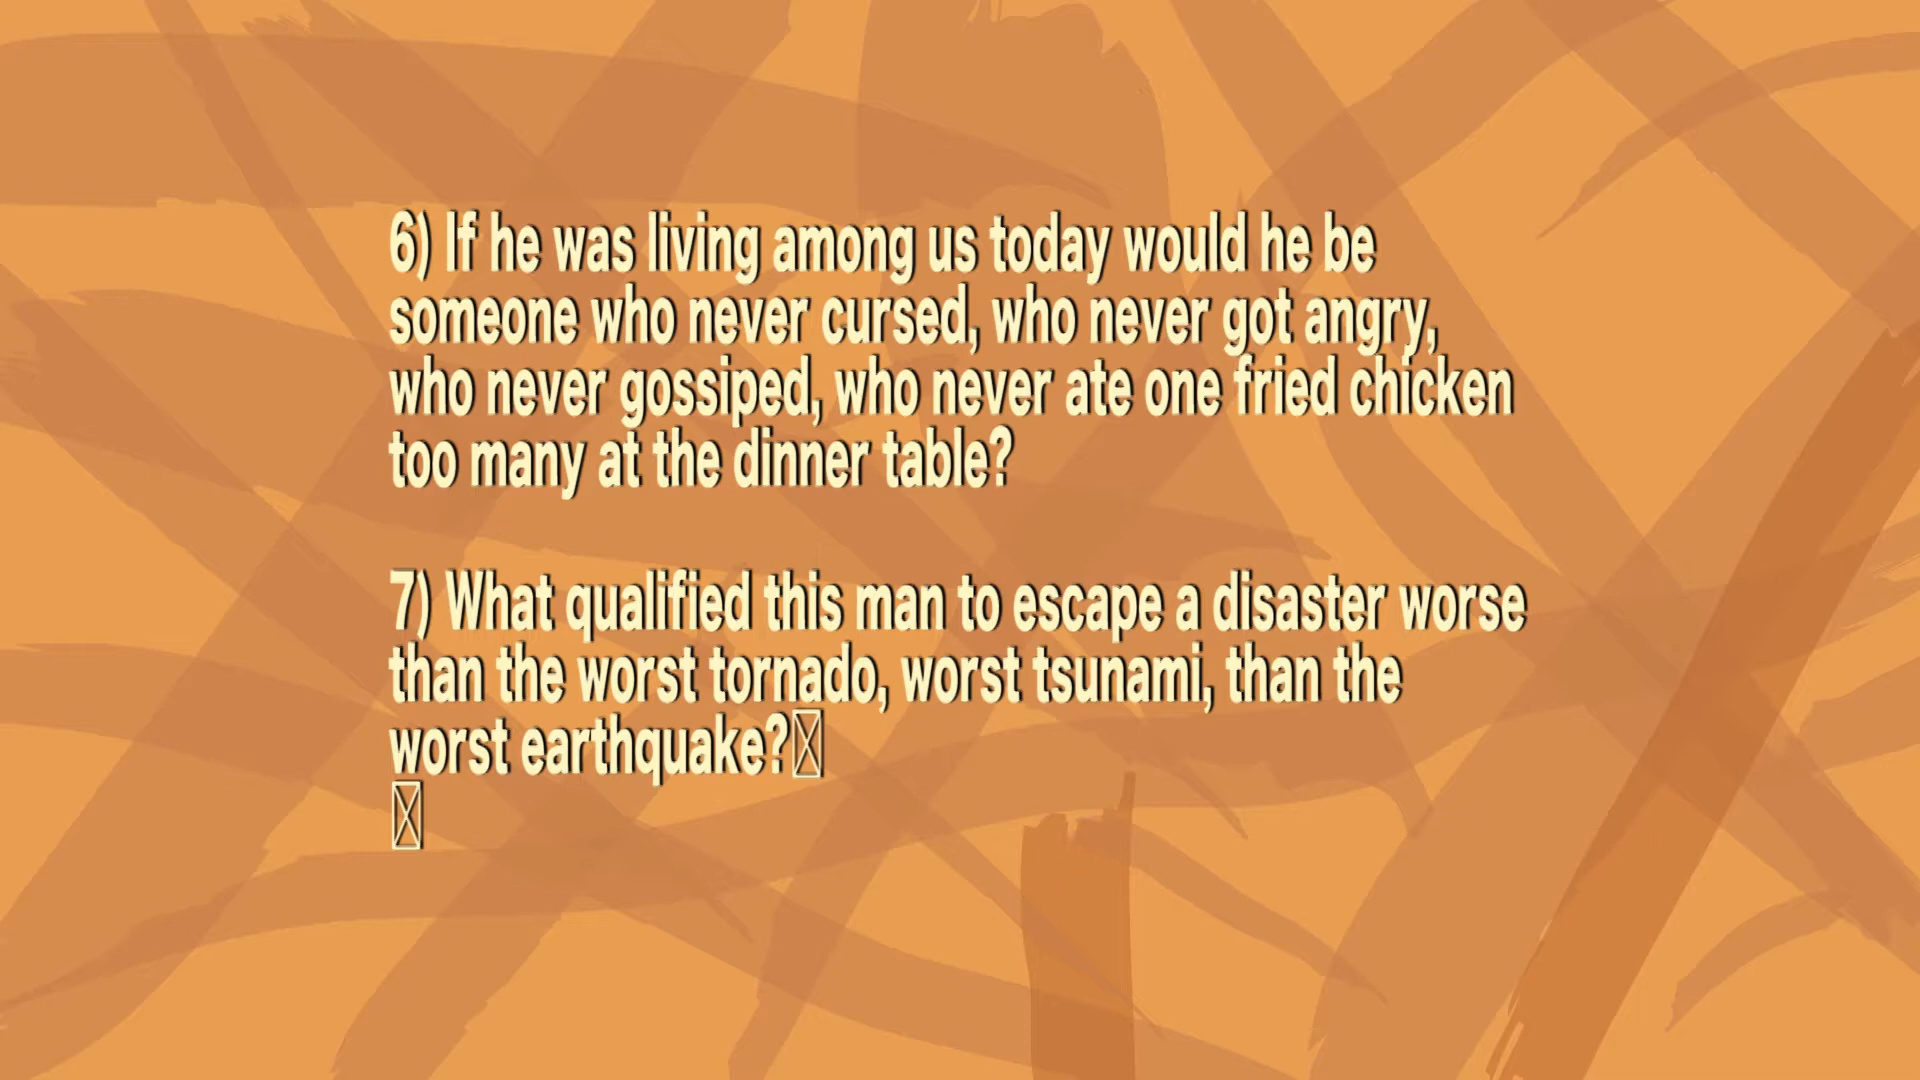 6) If he was living among us today would he be
someone who never cursed, who never got angry,
who never gossiped, who never ate one fried chicken
too many at the dinner table?
7) What qualified this man to escape a disaster worse
than the worst tornado, worst tsunami, than the
worst earthquake?